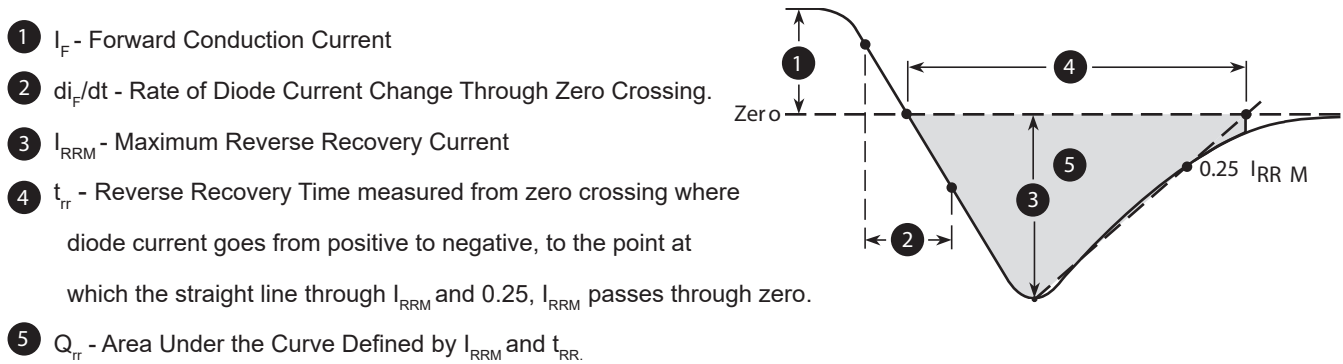 1 I_F - Forward Conduction Current
2 di_F/dt - Rate of Diode Current Change Through Zero Crossing.
3 I_RRM - Maximum Reverse Recovery Current
4 t_rr - Reverse Recovery Time measured from zero crossing where
diode current goes from positive to negative, to the point at
which the straight line through I_RRM and 0.25, I_RRM passes through zero.
5 Q_rr - Area Under the Curve Defined by I_RRM and t_RR.
1
4
Zero
5
0.25 I_RR M
3
2